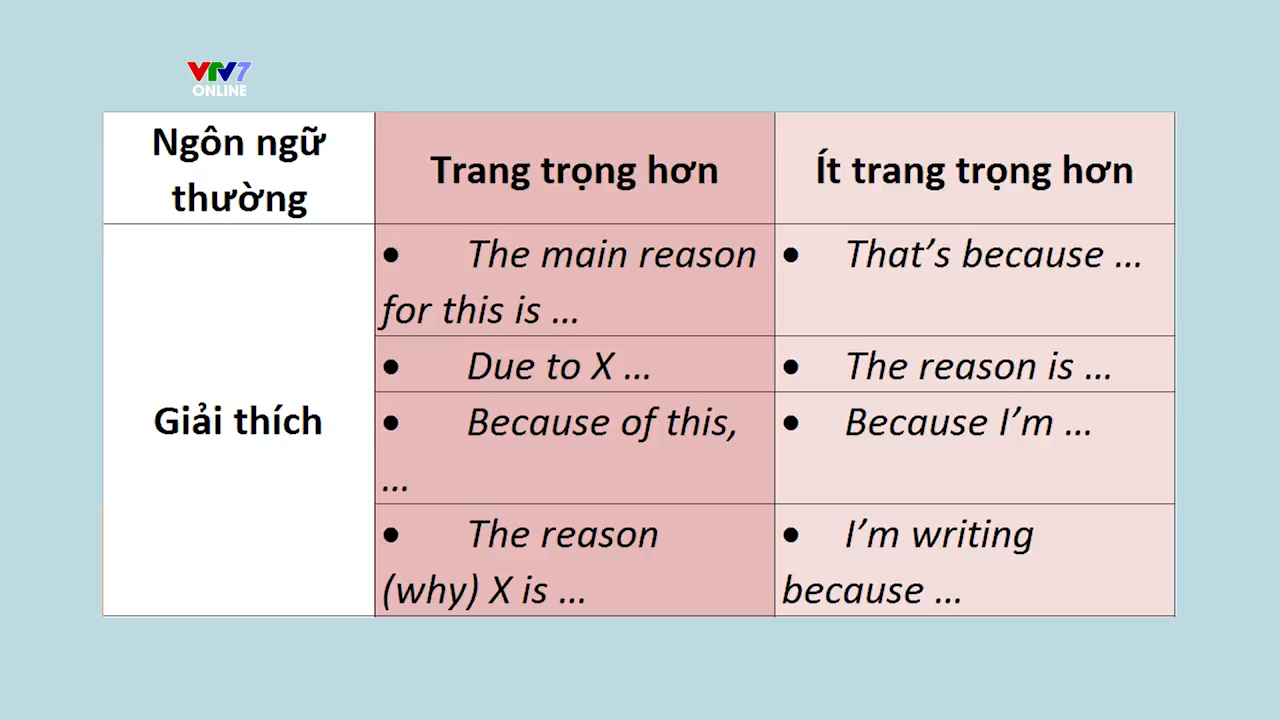 VTV7
ONLINE
Ngôn ngữ
thường
Trang trọng hơn
Ít trang trọng hơn
Giải thích
• The main reason
for this is ...
• That’s because ...
• Due to X ...
• The reason is ...
• Because of this,
...
• Because I’m ...
• The reason
(why) X is ...
• I’m writing
because ...